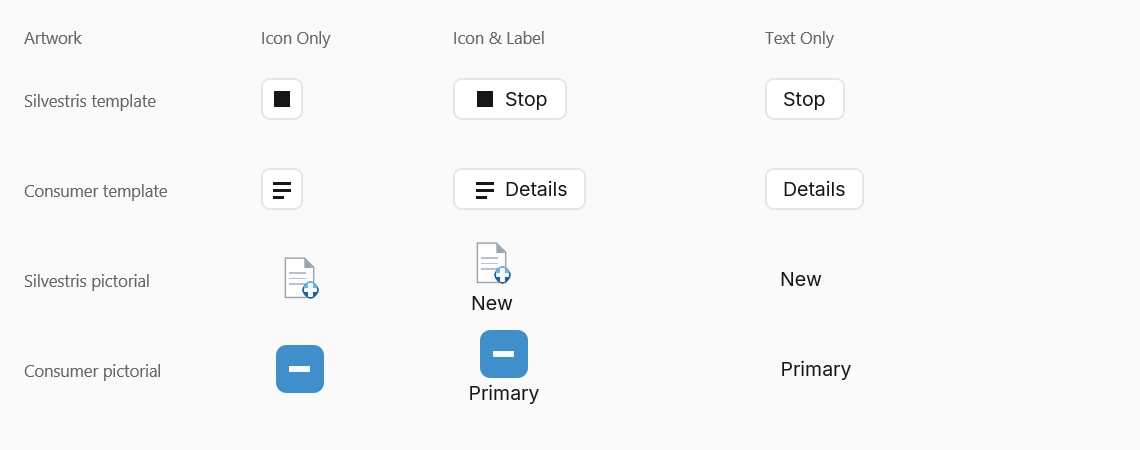 Artwork Icon Only Icon & Label Text Only
Silvestris template Stop Stop
Consumer template Details Details
Silvestris pictorial New New
Consumer pictorial Primary Primary